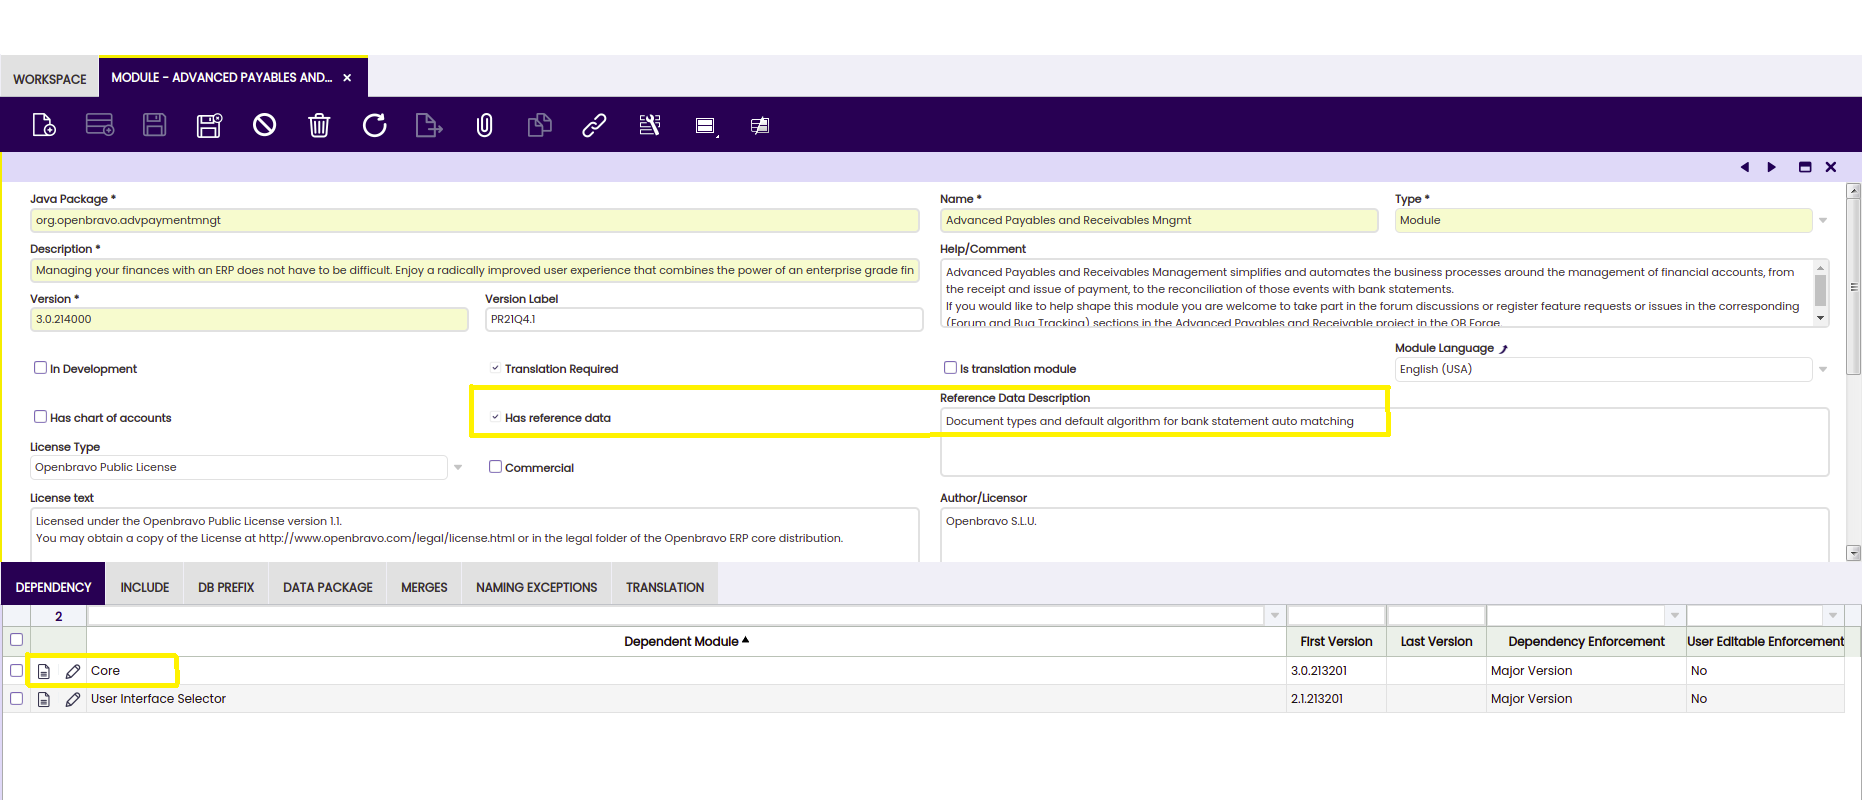 WORKSPACE
MODULE - ADVANCED PAYABLES AND...
Java Package *
org.openbravo.advpaymentmngt
Name *
Advanced Payables and Receivables Mngmt
Type *
Module
Description *
Managing your finances with an ERP does not have to be difficult. Enjoy a radically improved user experience that combines the power of an enterprise grade fin
Help/Comment
Advanced Payables and Receivables Management simplifies and automates the business processes around the management of financial accounts, from
the receipt and issue of payment, to the reconciliation of those events with bank statements.
If you would like to help shape this module you are welcome to take part in the forum discussions or register feature requests or issues in the corresponding
(Forum and Bug Tracking) sections in the Advanced Payables and Receivable project in the OB Forge.
Version *
3.0.214000
Version Label
PR21Q4.1
In Development
Translation Required
Is translation module
Module Language
English (USA)
Has chart of accounts
Has reference data
Reference Data Description
Document types and default algorithm for bank statement auto matching
License Type
Openbravo Public License
Commercial
License text
Licensed under the Openbravo Public License version 1.1.
You may obtain a copy of the License at http://www.openbravo.com/legal/license.html or in the legal folder of the Openbravo ERP core distribution.
Author/Licensor
Openbravo S.L.U.
DEPENDENCY
INCLUDE
DB PREFIX
DATA PACKAGE
MERGES
NAMING EXCEPTIONS
TRANSLATION
2
Dependent Module
First Version
Last Version
Dependency Enforcement
User Editable Enforcement
Core
3.0.213201
Major Version
No
User Interface Selector
2.1.213201
Major Version
No